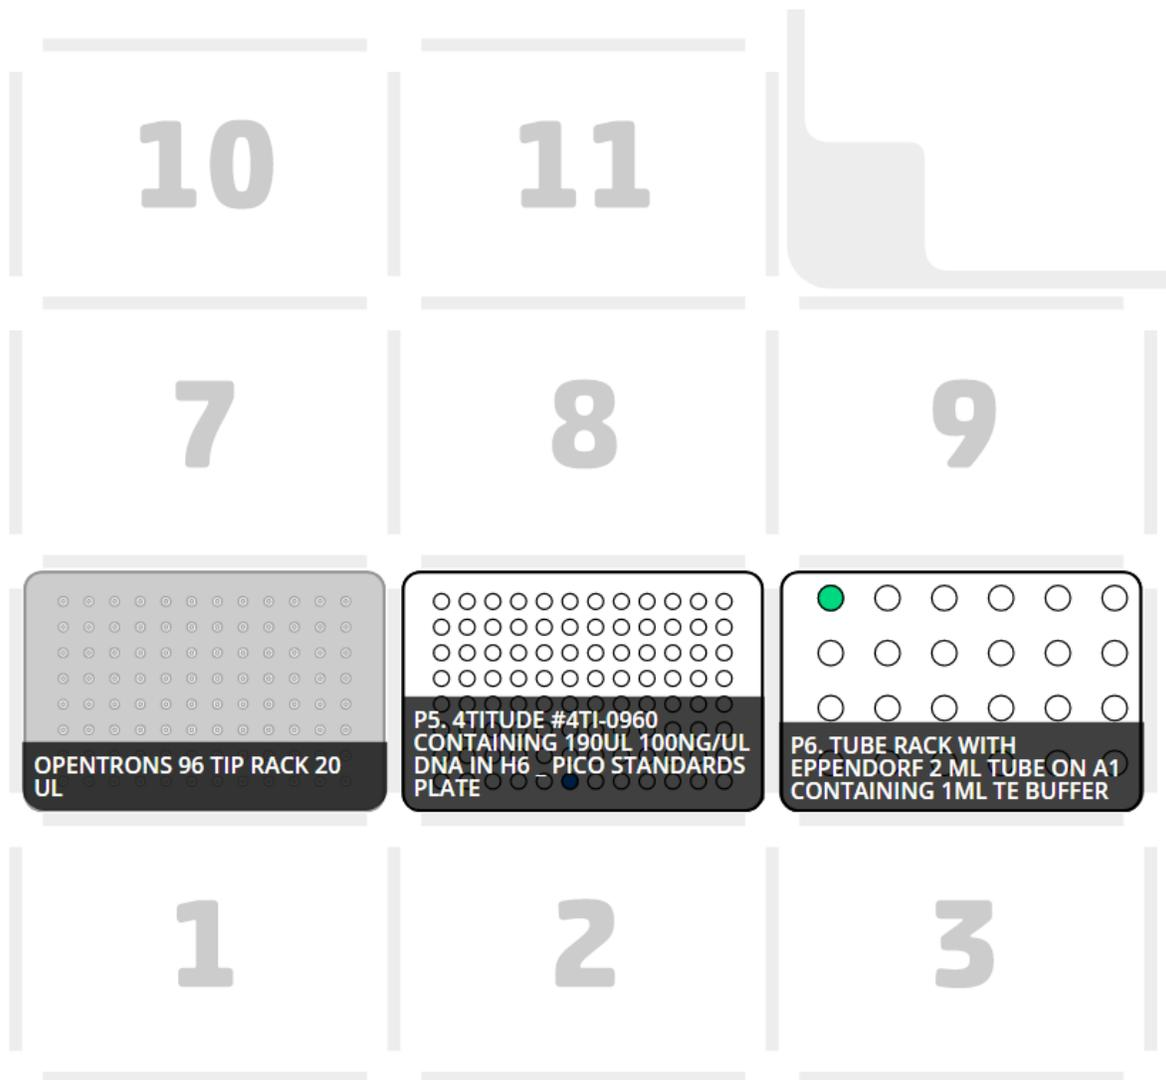 10
11
7
8
9
OPENTRONS 96 TIP RACK 20
UL
P5. 4TITUDE #4TI-0960
CONTAINING 190UL 100NG/UL
DNA IN H6 _ PICO STANDARDS
PLATE
P6. TUBE RACK WITH
EPPENDORF 2 ML TUBE ON A1
CONTAINING 1ML TE BUFFER
1
2
3